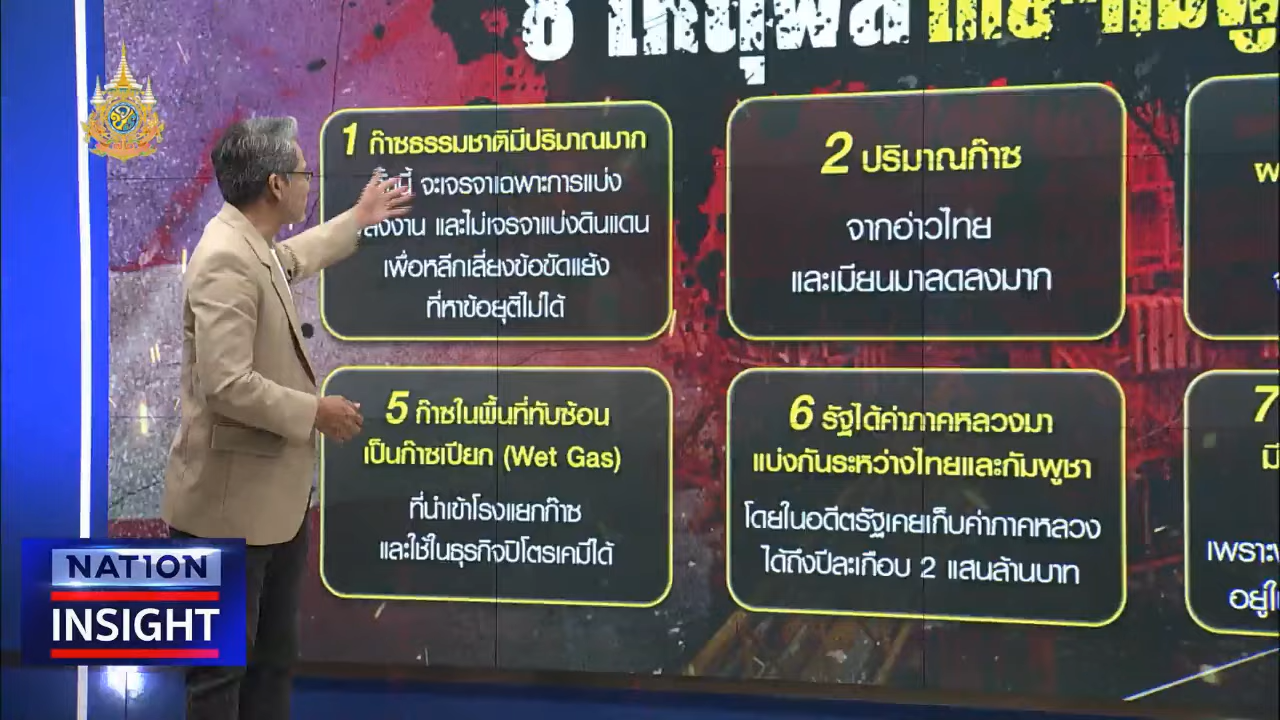 8 เหตุผล
1 ก๊าซธรรมชาติมีปริมาณมาก
จะเจรจาเฉพาะการแบ่ง
และไม่เจรจาแบ่งดินแดน
เพื่อหลีกเลี่ยงข้อขัดแย้ง
ที่หาข้อยุติไม่ได้
2 ปริมาณก๊าซ
จากอ่าวไทย
และเมียนมาลดลงมาก
5 ก๊าซในพื้นที่ทับซ้อน
เป็นก๊าซเปียก (Wet Gas)
ที่นำเข้าโรงแยกก๊าซ
และใช้ในธุรกิจปิโตรเคมีได้
6 รัฐได้ค่าภาคหลวงมา
แบ่งกันระหว่างไทยและกัมพูชา
โดยในอดีตรัฐเคยเก็บค่าภาคหลวง
ได้ถึงปีละเกือบ 2 แสนล้านบาท
7
มี
เพราะ
NATION
INSIGHT